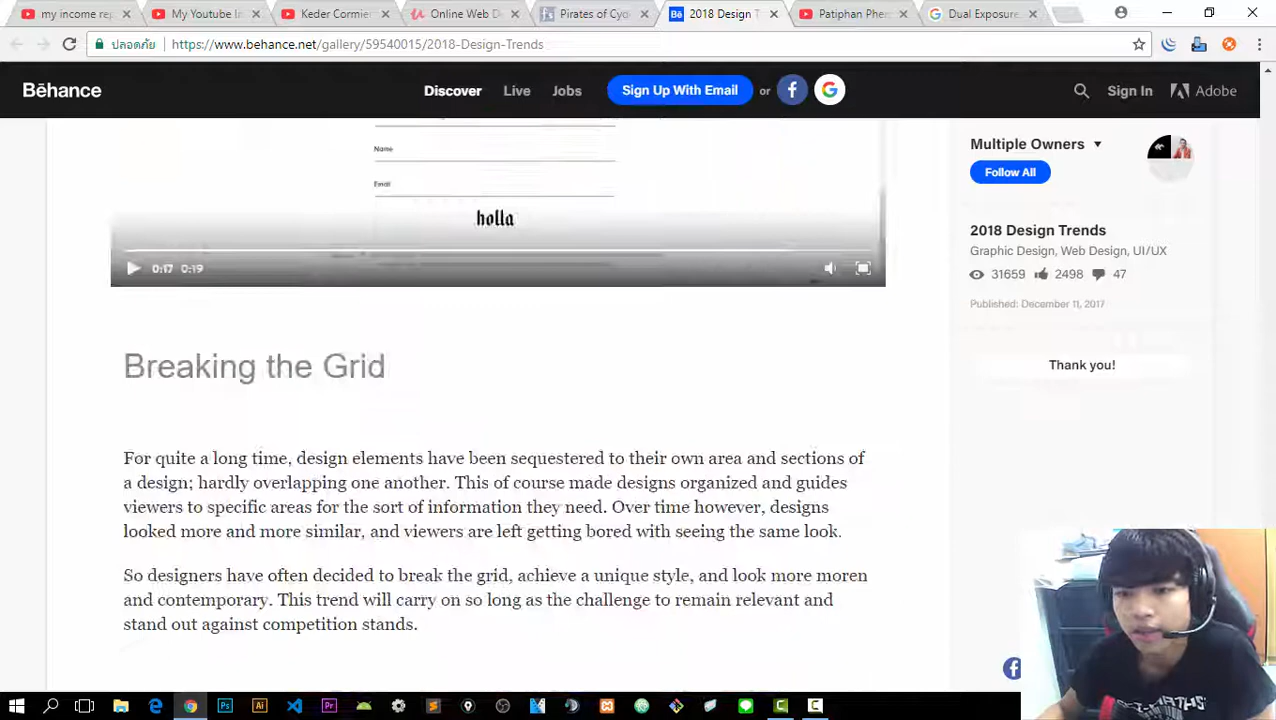 my income re
My Youtube I
Keder Cormier
Online Web D
Pirates of Cyo
2018 Design T
Patiphan Phe
Dual Exposure
ปลอดภัย https://www.behance.net/gallery/59540015/2018-Design-Trends
Bēhance Discover Live Jobs Sign Up With Email or f G Sign In Adobe
Name
Email
holla
0:17 0:19
Multiple Owners
Follow All
2018 Design Trends
Graphic Design, Web Design, UI/UX
31659 2498 47
Published: December 11, 2017
Thank you!
Breaking the Grid
For quite a long time, design elements have been sequestered to their own area and sections of
a design; hardly overlapping one another. This of course made designs organized and guides
viewers to specific areas for the sort of information they need. Over time however, designs
looked more and more similar, and viewers are left getting bored with seeing the same look.
So designers have often decided to break the grid, achieve a unique style, and look more moren
and contemporary. This trend will carry on so long as the challenge to remain relevant and
stand out against competition stands.
Ps Ai Pr